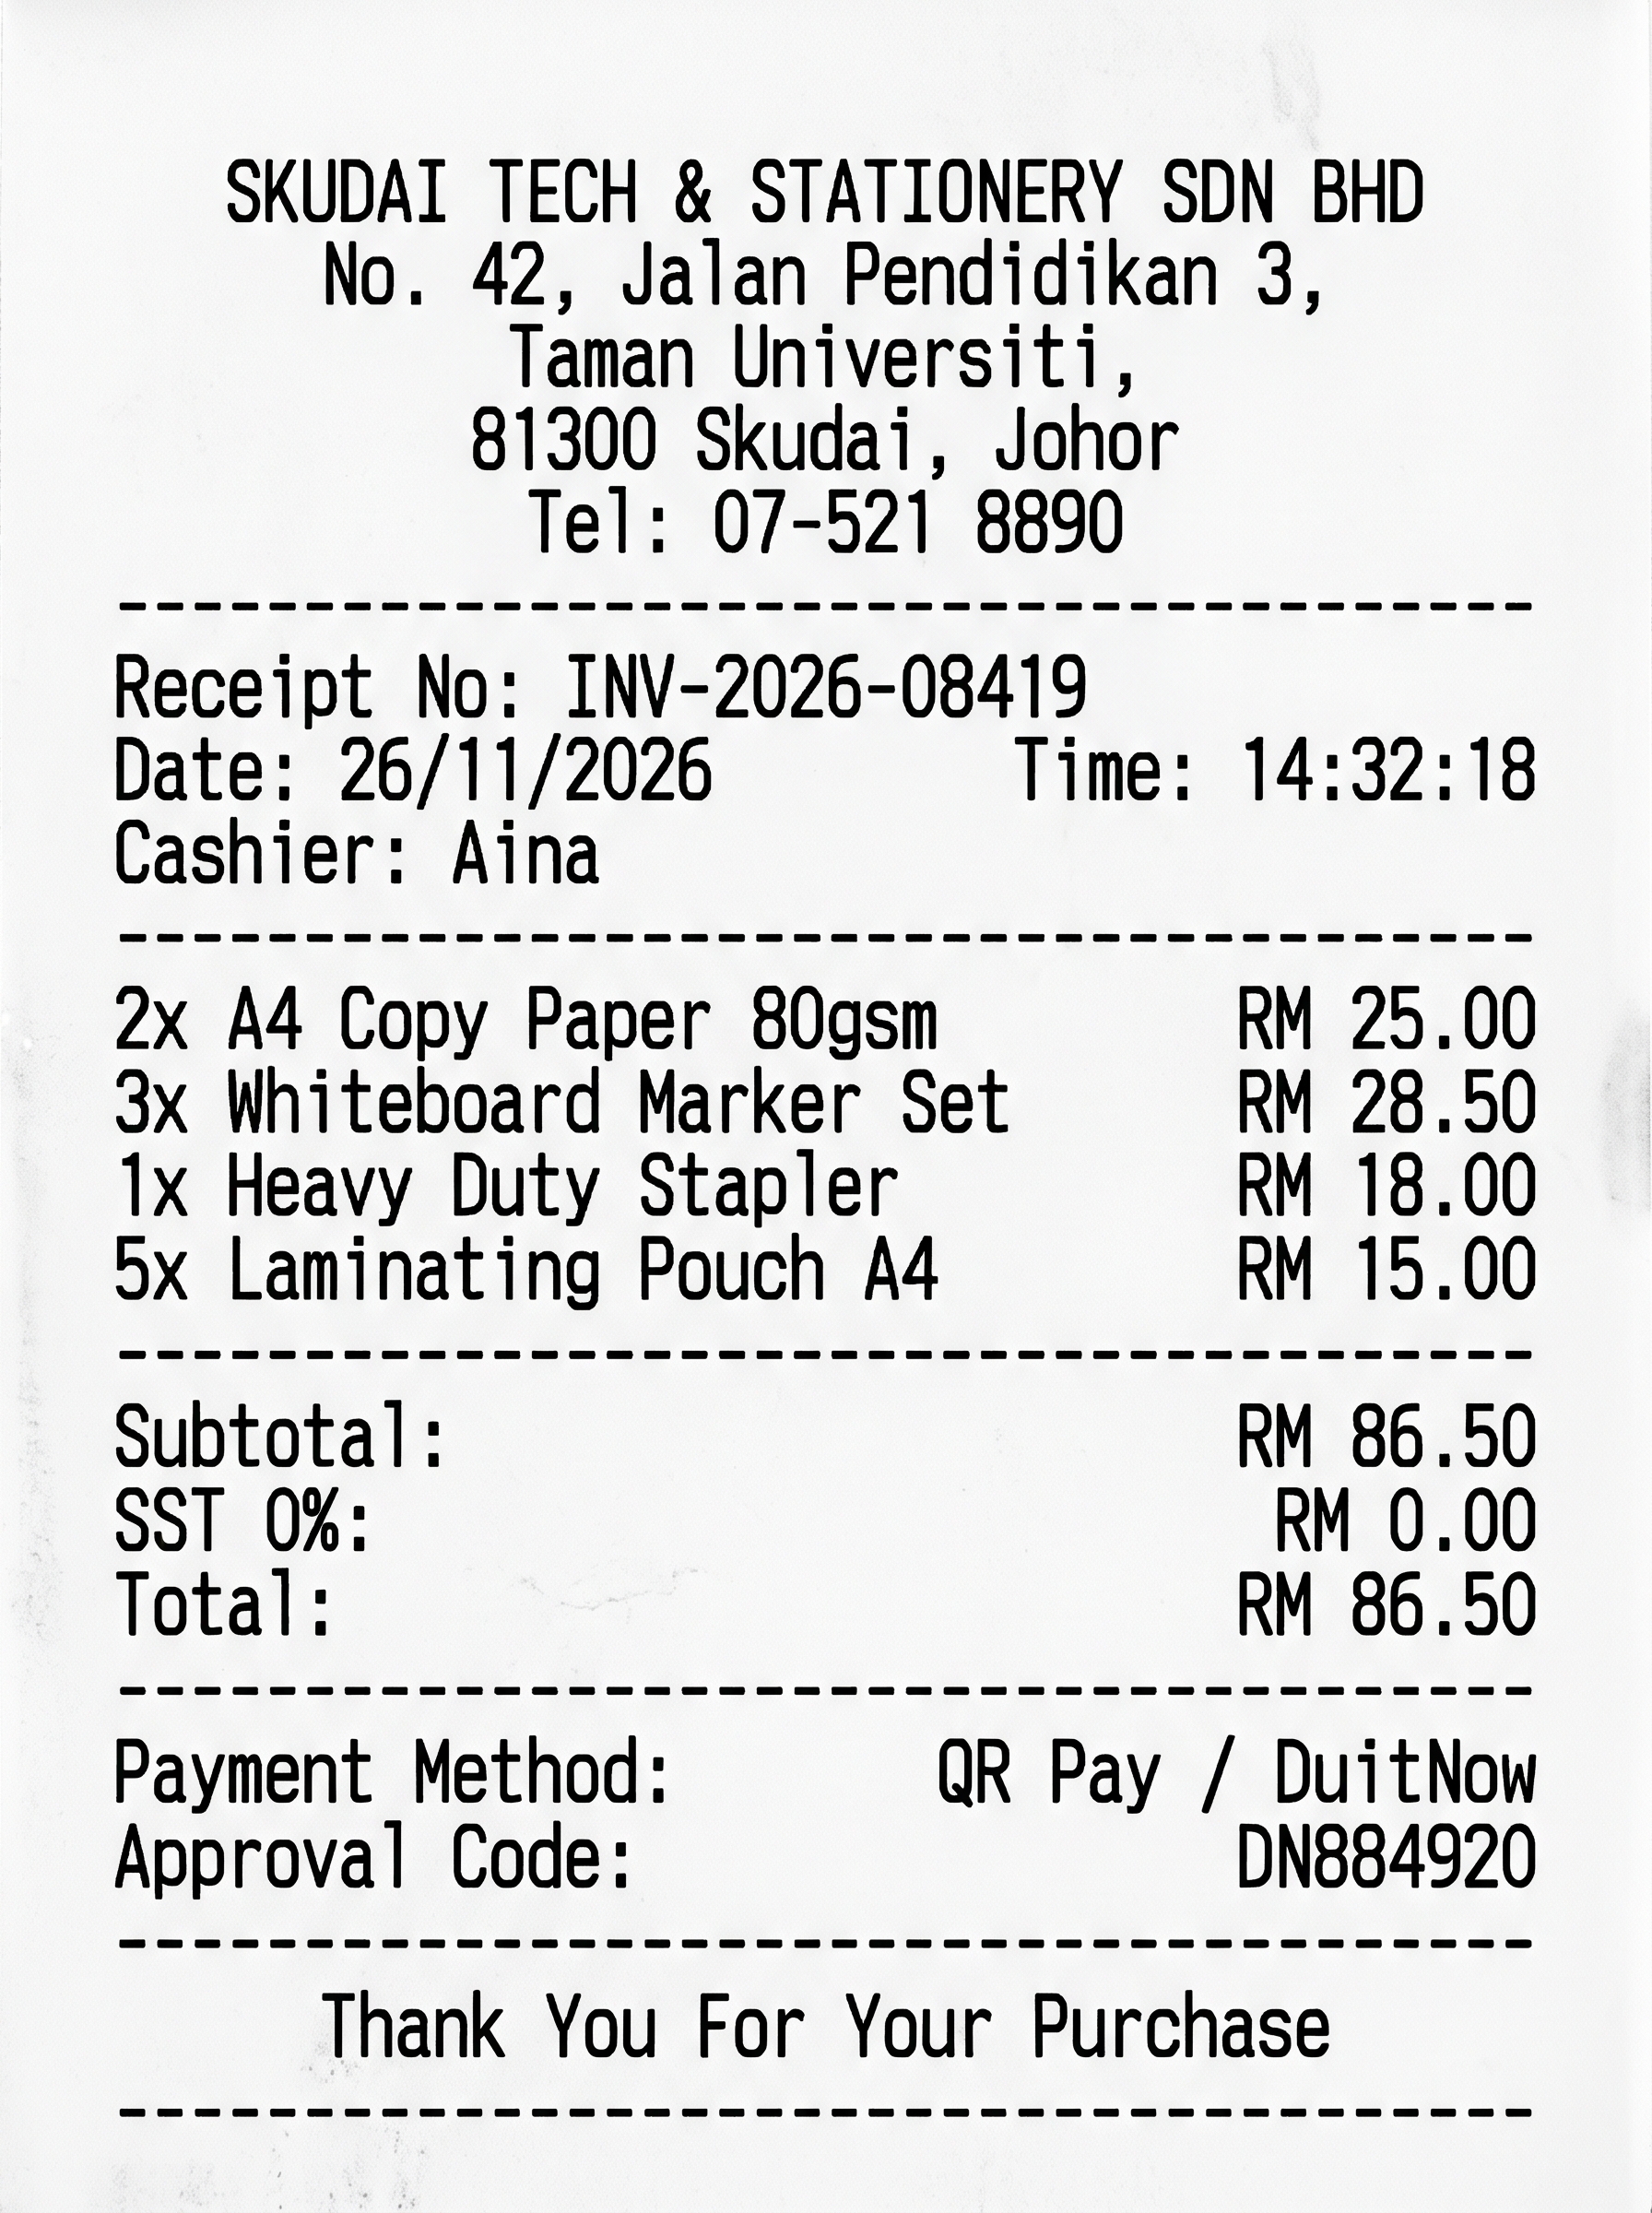 SKUDAI TECH & STATIONERY SDN BHD
No. 42, Jalan Pendidikan 3,
Taman Universiti,
81300 Skudai, Johor
Tel: 07-521 8890
--------------------------------------
Receipt No: INV-2026-08419
Date: 26/11/2026 Time: 14:32:18
Cashier: Aina
--------------------------------------
2x A4 Copy Paper 80gsm RM 25.00
3x Whiteboard Marker Set RM 28.50
1x Heavy Duty Stapler RM 18.00
5x Laminating Pouch A4 RM 15.00
--------------------------------------
Subtotal: RM 86.50
SST 0%: RM 0.00
Total: RM 86.50
--------------------------------------
Payment Method: QR Pay / DuitNow
Approval Code: DN884920
--------------------------------------
Thank You For Your Purchase
--------------------------------------